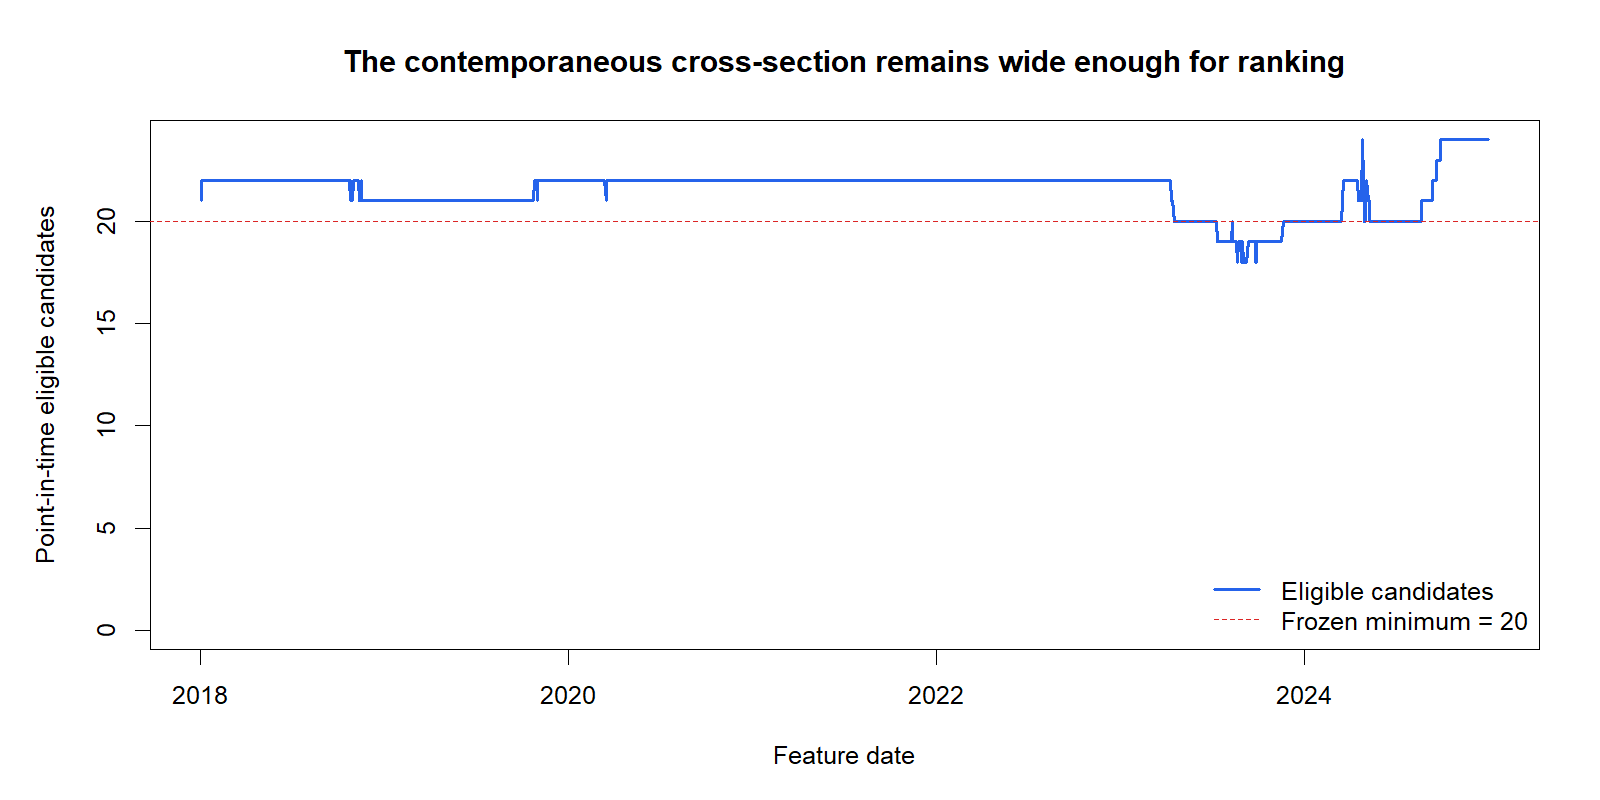 The contemporaneous cross-section remains wide enough for ranking
Point-in-time eligible candidates
20
15
10
5
0
Eligible candidates
Frozen minimum = 20
2018
2020
2022
2024
Feature date